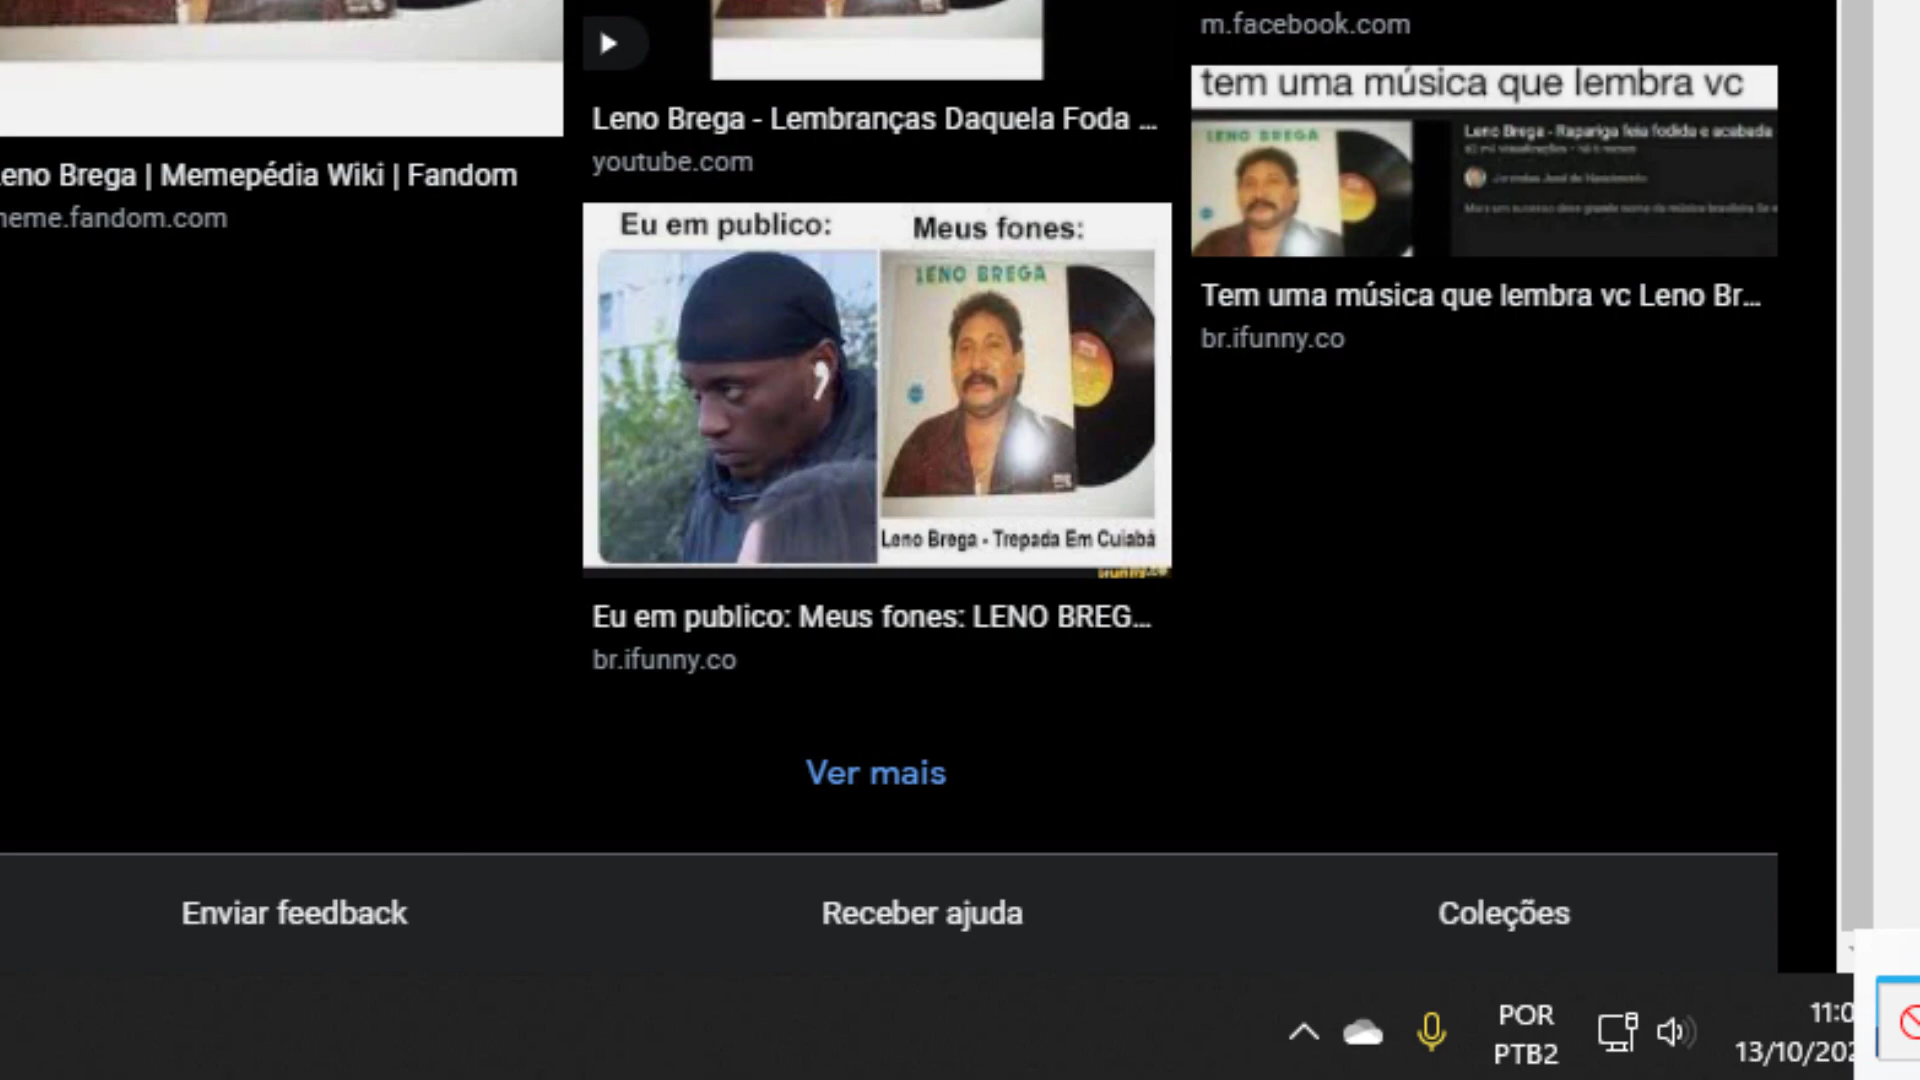 eno Brega | Memepédia Wiki | Fandom
neme.fandom.com
Leno Brega - Lembranças Daquela Foda ...
youtube.com
Eu em publico:
Meus fones:
LENO BREGA
Leno Brega - Trepada Em Cuiabá
Eu em publico: Meus fones: LENO BREG...
br.ifunny.co
m.facebook.com
tem uma música que lembra vc
LENO BREGA
Leno Brega - Rapariga feia fodida e acabada
Tem uma música que lembra vc Leno Br...
br.ifunny.co
Ver mais
Enviar feedback
Receber ajuda
Coleções
POR
PTB2
11:0
13/10/202